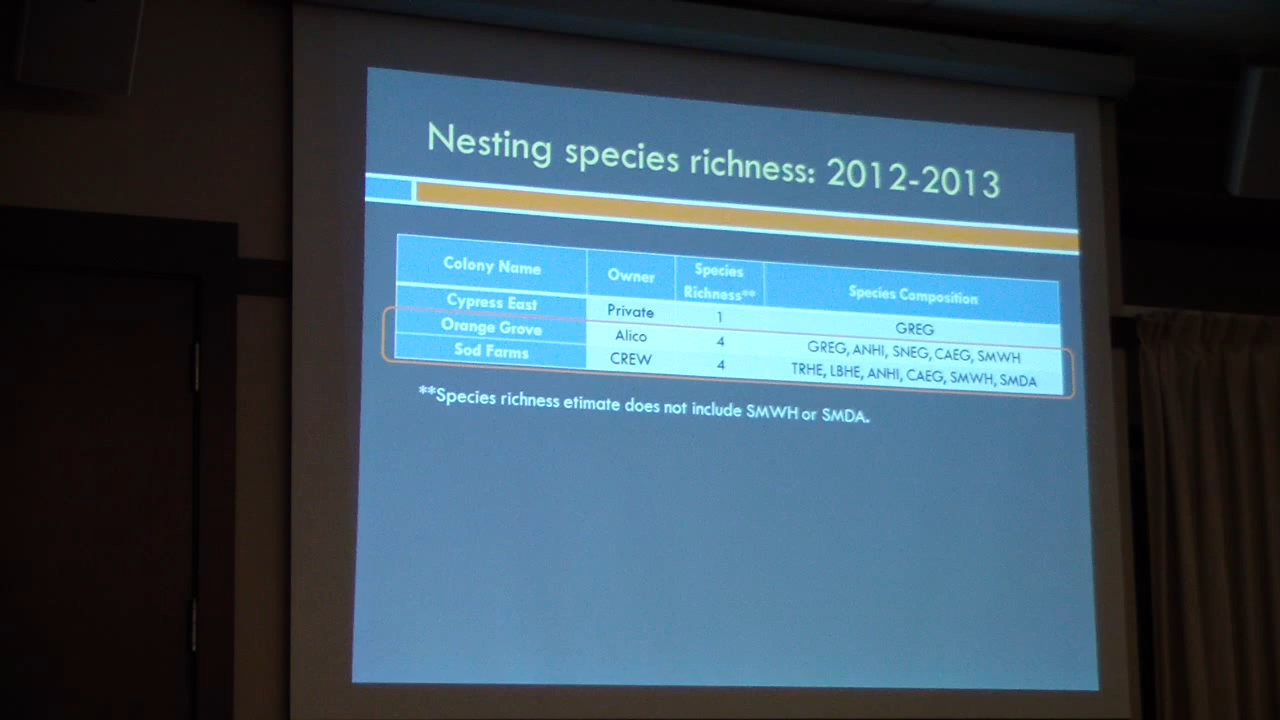 Nesting species richness: 2012-2013
Colony Name Owner Species Richness** Species Composition
Cypress East Private 1 GREG
Orange Grove Alico 4 GREG, ANHI, SNEG, CAEG, SMWH
Sod Farms CREW 4 TRHE, LBHE, ANHI, CAEG, SMWH, SMDA
**Species richness etimate does not include SMWH or SMDA.